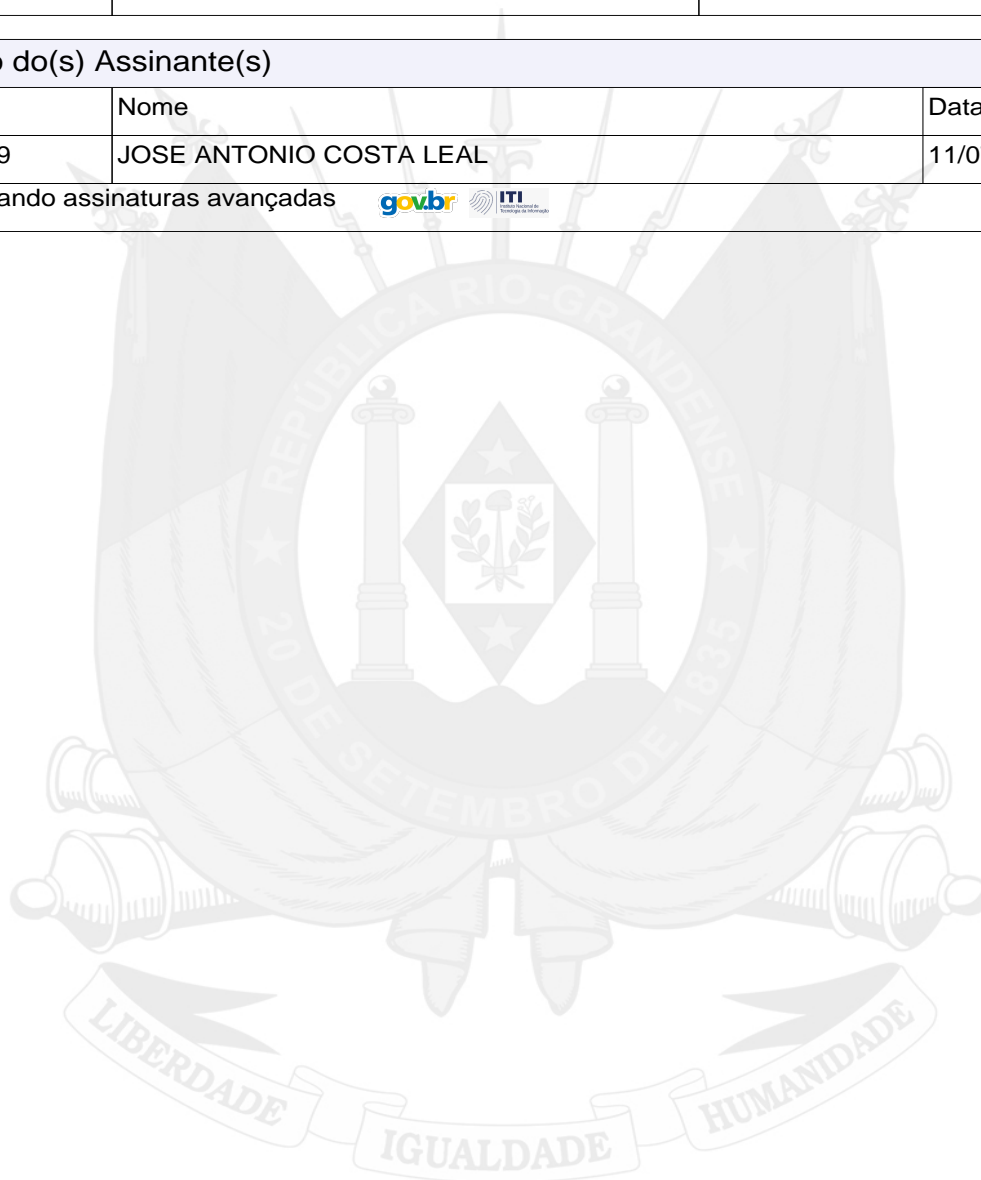 o do(s) Assinante(s)
Nome
Data
9
JOSE ANTONIO COSTA LEAL
11/0
ando assinaturas avançadas
gov.br
ITI
REPÚBLICA RIO-GRANDENSE
20 DE SETEMBRO DE 1835
LIBERDADE
IGUALDADE
HUMANIDADE